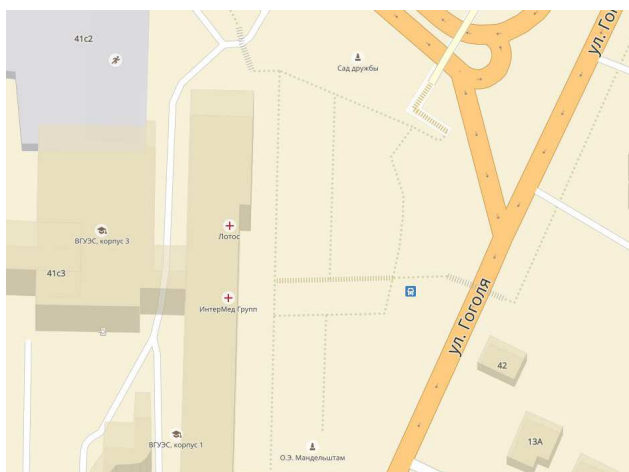 41с2
Сад дружбы
ул. Гого
Лотос
ВГУЭС, корпус 3
41с3
ИнтерМед Групп
ул. Гоголя
42
13А
ВГУЭС, корпус 1
О.Э. Мандельштам